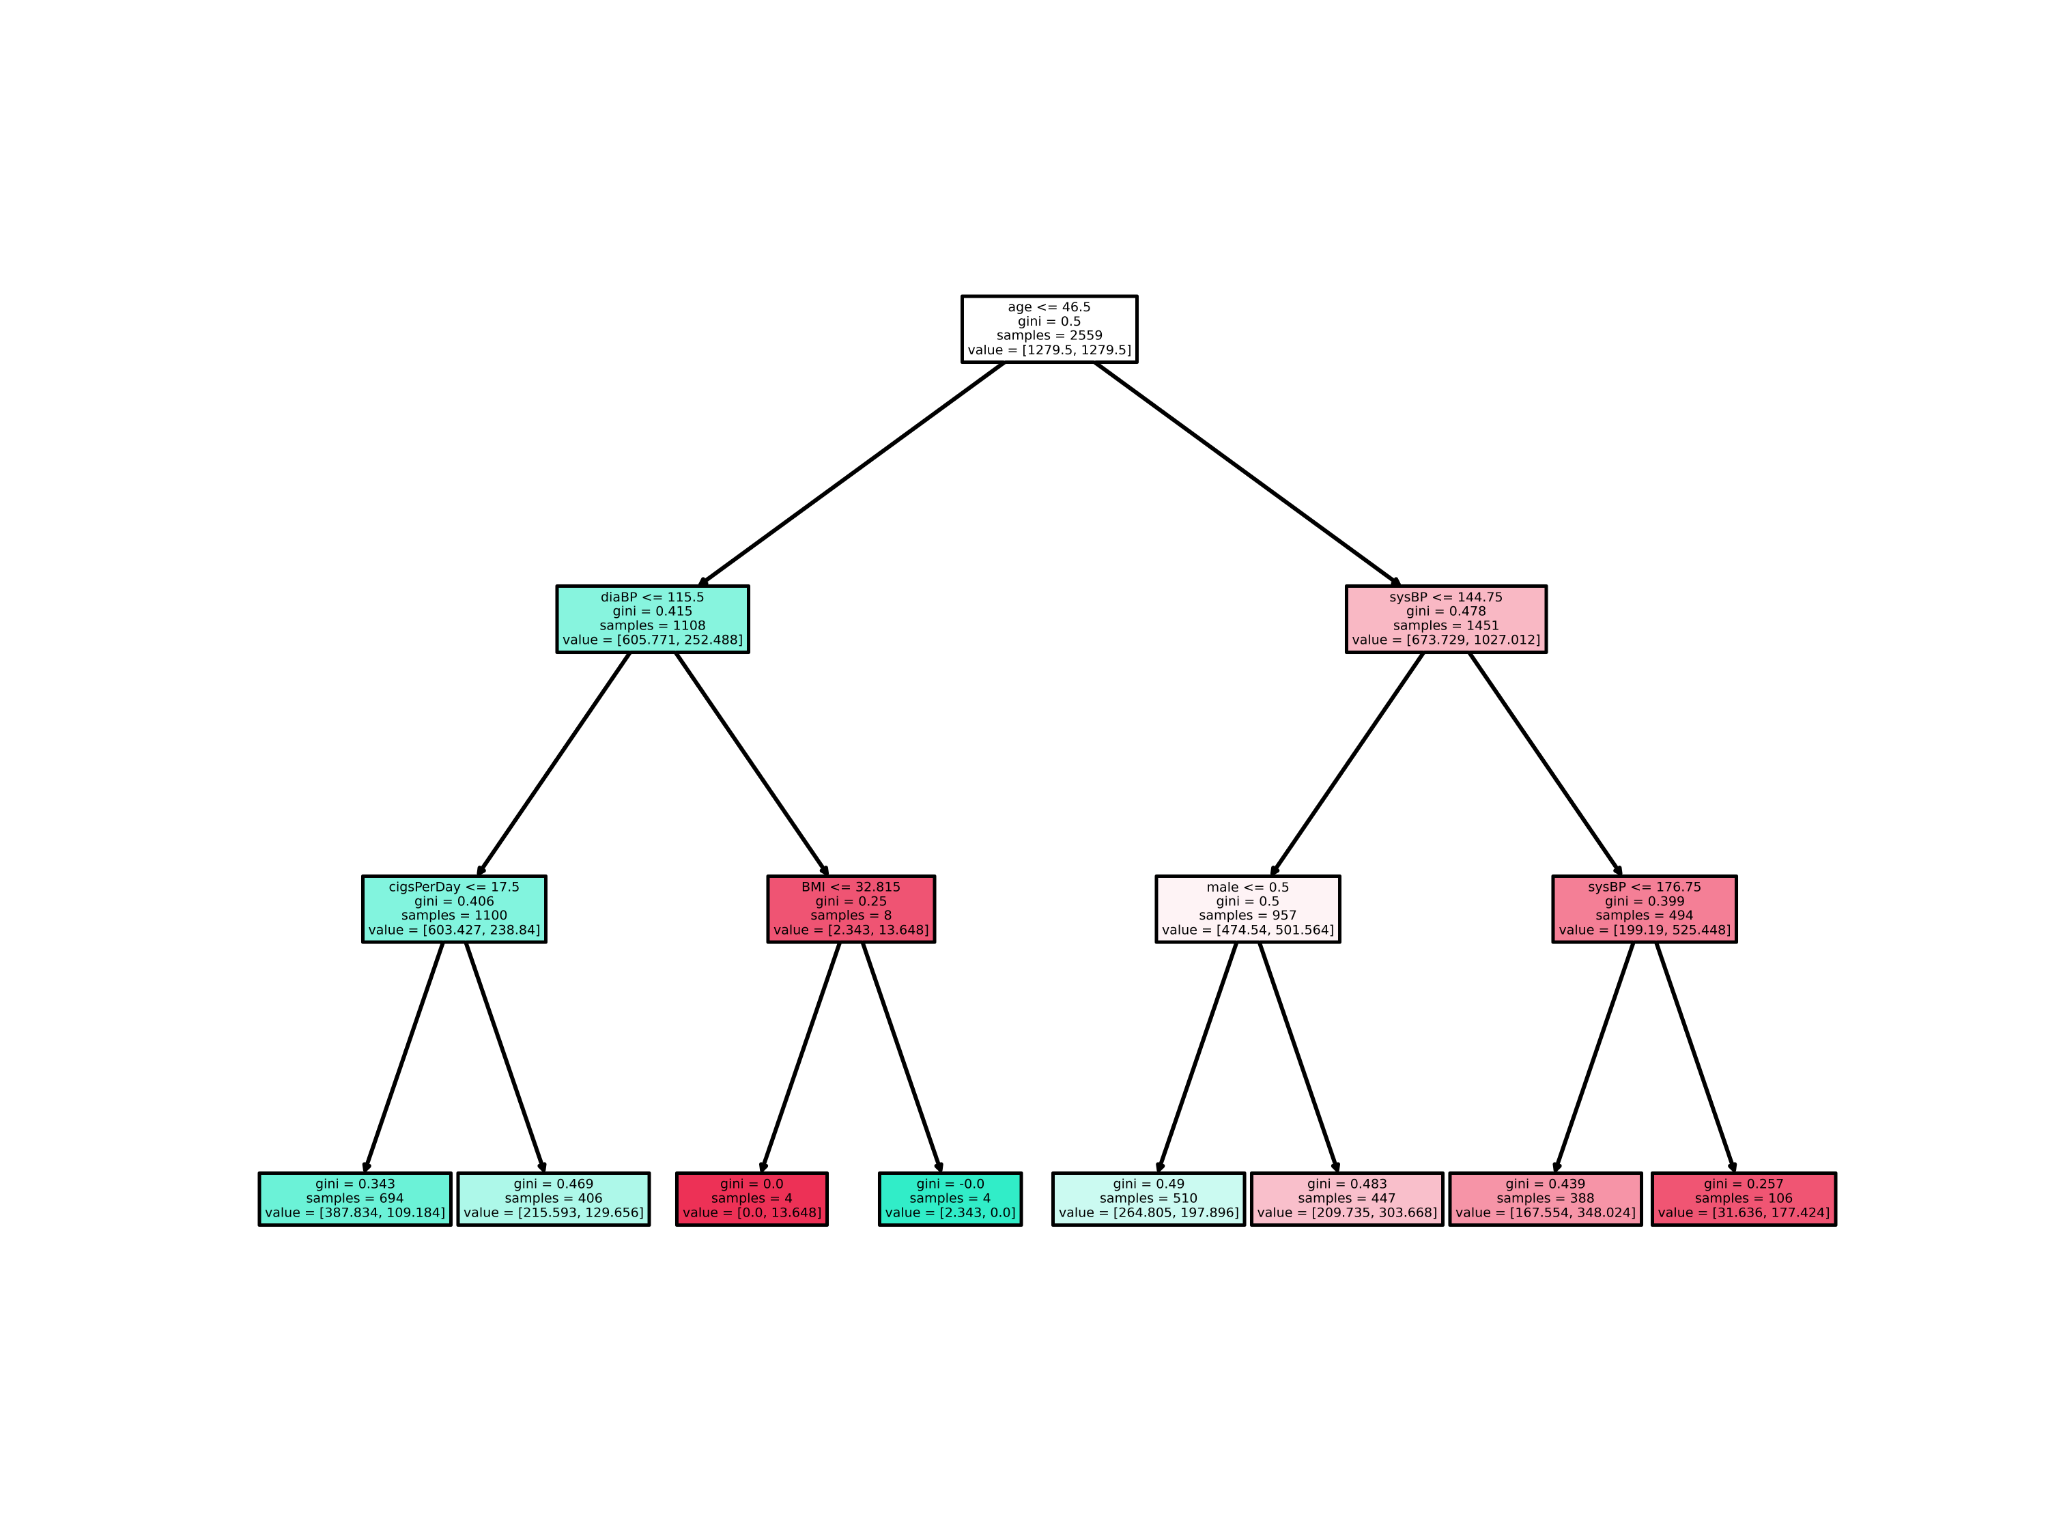 age <= 46.5
gini = 0.5
samples = 2559
value = [1279.5, 1279.5]
diaBP <= 115.5
gini = 0.415
samples = 1108
value = [605.771, 252.488]
sysBP <= 144.75
gini = 0.478
samples = 1451
value = [673.729, 1027.012]
cigsPerDay <= 17.5
gini = 0.406
samples = 1100
value = [603.427, 238.84]
BMI <= 32.815
gini = 0.25
samples = 8
value = [2.343, 13.648]
male <= 0.5
gini = 0.5
samples = 957
value = [474.54, 501.564]
sysBP <= 176.75
gini = 0.399
samples = 494
value = [199.19, 525.448]
gini = 0.343
samples = 694
value = [387.834, 109.184]
gini = 0.469
samples = 406
value = [215.593, 129.656]
gini = 0.0
samples = 4
value = [0.0, 13.648]
gini = -0.0
samples = 4
value = [2.343, 0.0]
gini = 0.49
samples = 510
value = [264.805, 197.896]
gini = 0.483
samples = 447
value = [209.735, 303.668]
gini = 0.439
samples = 388
value = [167.554, 348.024]
gini = 0.257
samples = 106
value = [31.636, 177.424]